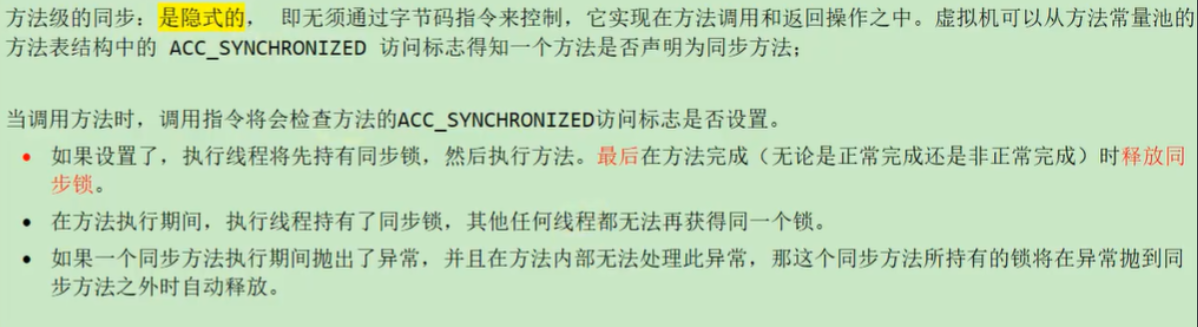 方法级的同步：是隐式的， 即无须通过字节码指令来控制，它实现在方法调用和返回操作之中。虚拟机可以从方法常量池的
方法表结构中的 ACC_SYNCHRONIZED 访问标志得知一个方法是否声明为同步方法；
当调用方法时，调用指令将会检查方法的ACC_SYNCHRONIZED访问标志是否设置。
• 如果设置了，执行线程将先持有同步锁，然后执行方法。最后在方法完成（无论是正常完成还是非正常完成）时释放同
步锁。
• 在方法执行期间，执行线程持有了同步锁，其他任何线程都无法再获得同一个锁。
• 如果一个同步方法执行期间抛出了异常，并且在方法内部无法处理此异常，那这个同步方法所持有的锁将在异常抛到同
步方法之外时自动释放。